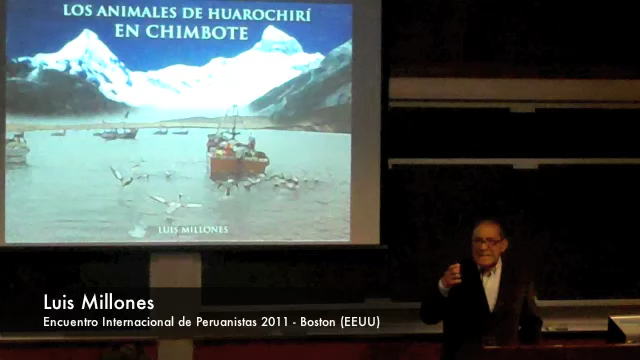 LOS ANIMALES DE HUAROCHIRÍ
EN CHIMBOTE
LUIS MILLONES
Luis Millones
Encuentro Internacional de Peruanistas 2011 - Boston (EEUU)